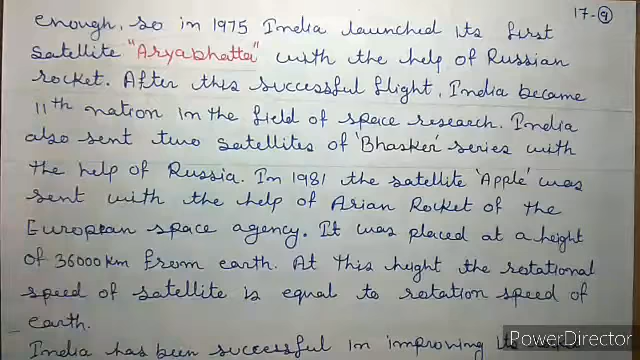 17-9
enough, so in 1975 India launched its first
satellite "Aryabhatta" with the help of Russian
rocket. After this successful flight, India became
11th nation in the field of space research. India
also sent two satellites of 'Bhasker' series with
the help of Russia. In 1981 the satellite 'Apple' was
sent with the help of Arian Rocket of the
European space agency. It was placed at a height
of 36000 km from earth. At this height the rotational
speed of satellite is equal to rotation speed of
earth.
India has been successful in improving its
PowerDirector